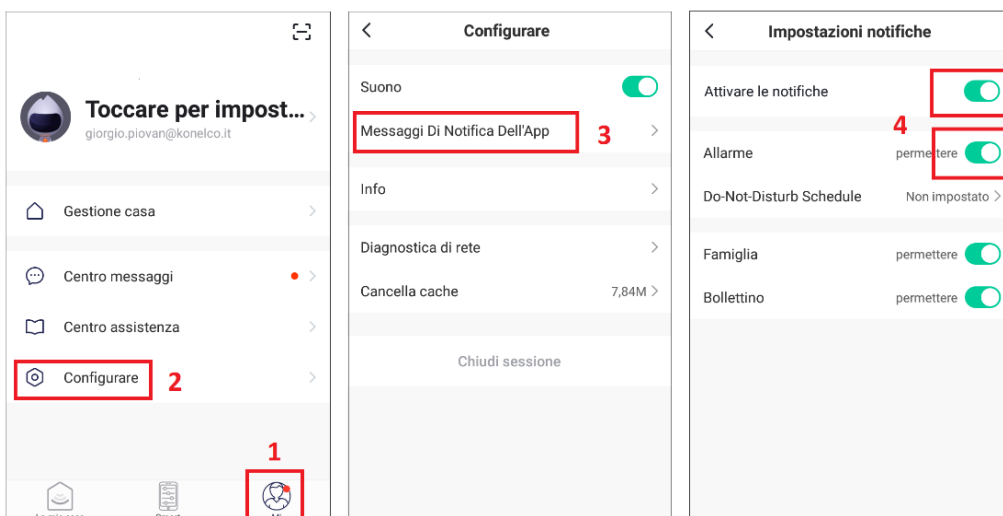 Toccare per impost...
giorgio.piovan@konelco.it
Gestione casa
Centro messaggi
Centro assistenza
Configurare
2
1
Configurare
Suono
Messaggi Di Notifica Dell'App
3
Info
Diagnostica di rete
Cancella cache
7,84M
Chiudi sessione
Impostazioni notifiche
Attivare le notifiche
4
Allarme
permettere
Do-Not-Disturb Schedule
Non impostato
Famiglia
permettere
Bollettino
permettere